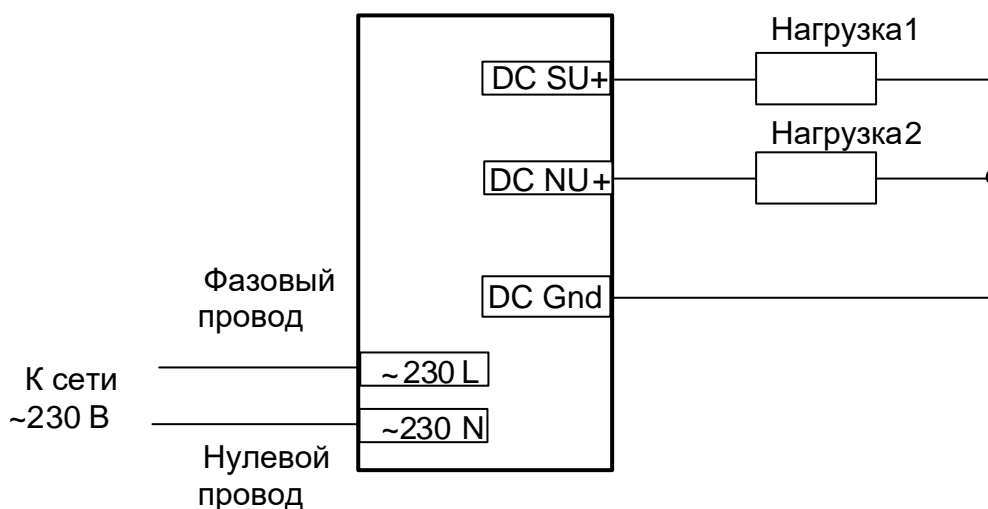 Нагрузка1
DC SU+
Нагрузка2
DC NU+
Фазовый
провод
DC Gnd
К сети
~230 В
~230 L
~230 N
Нулевой
провод